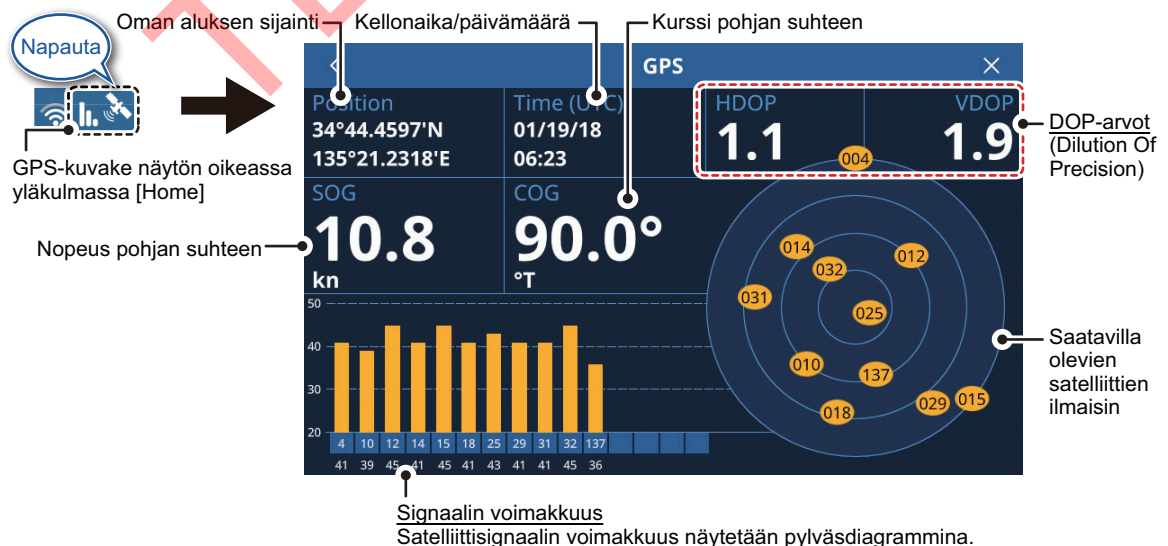 Oman aluksen sijainti
Kellonaika/päivämäärä
Kurssi pohjan suhteen
Napauta
GPS-kuvake näytön oikeassa
yläkulmassa [Home]
Nopeus pohjan suhteen
GPS
Position
34°44.4597'N
135°21.2318'E
Time (UTC)
01/19/18
06:23
HDOP
1.1
VDOP
1.9
DOP-arvot
(Dilution Of
Precision)
SOG
10.8
kn
COG
90.0°
°T
004
014
012
032
031
025
010
137
018
029
015
Saatavilla
olevien
satelliittien
ilmaisin
50
40
30
20
4 10 12 14 15 18 25 29 31 32 137
41 39 45 41 45 41 43 41 41 45 36
Signaalin voimakkuus
Satelliittisignaalin voimakkuus näytetään pylväsdiagrammina.